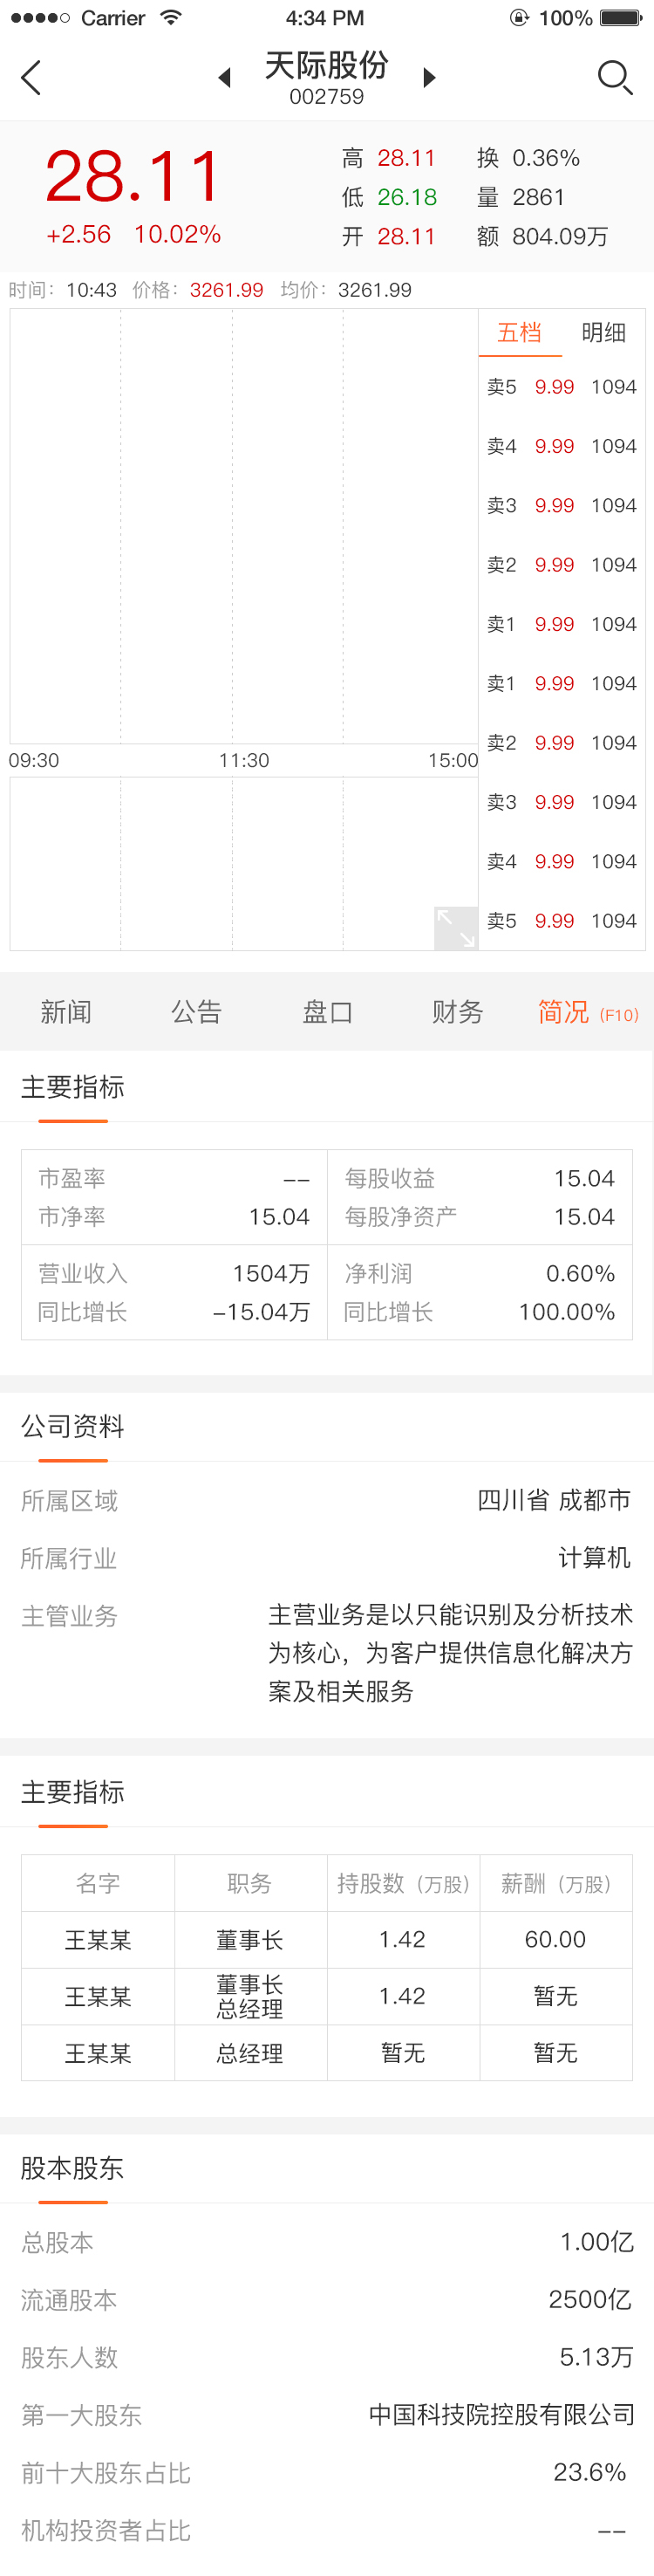 Carrier 4:34 PM 100%
天际股份
002759
28.11
+2.56 10.02%
高 28.11 换 0.36%
低 26.18 量 2861
开 28.11 额 804.09万
时间: 10:43 价格: 3261.99 均价: 3261.99
五档 明细
卖5 9.99 1094
卖4 9.99 1094
卖3 9.99 1094
卖2 9.99 1094
卖1 9.99 1094
卖1 9.99 1094
卖2 9.99 1094
卖3 9.99 1094
卖4 9.99 1094
卖5 9.99 1094
09:30 11:30 15:00
新闻 公告 盘口 财务 简况 (F10)
主要指标
市盈率 -- 每股收益 15.04
市净率 15.04 每股净资产 15.04
营业收入 1504万 净利润 0.60%
同比增长 -15.04万 同比增长 100.00%
公司资料
所属区域 四川省 成都市
所属行业 计算机
主管业务 主营业务是以只能识别及分析技术
为核心，为客户提供信息化解决方
案及相关服务
主要指标
名字 职务 持股数（万股） 薪酬（万股）
王某某 董事长 1.42 60.00
王某某 董事长 总经理 1.42 暂无
王某某 总经理 暂无 暂无
股本股东
总股本 1.00亿
流通股本 2500亿
股东人数 5.13万
第一大股东 中国科技院控股有限公司
前十大股东占比 23.6%
机构投资者占比 --